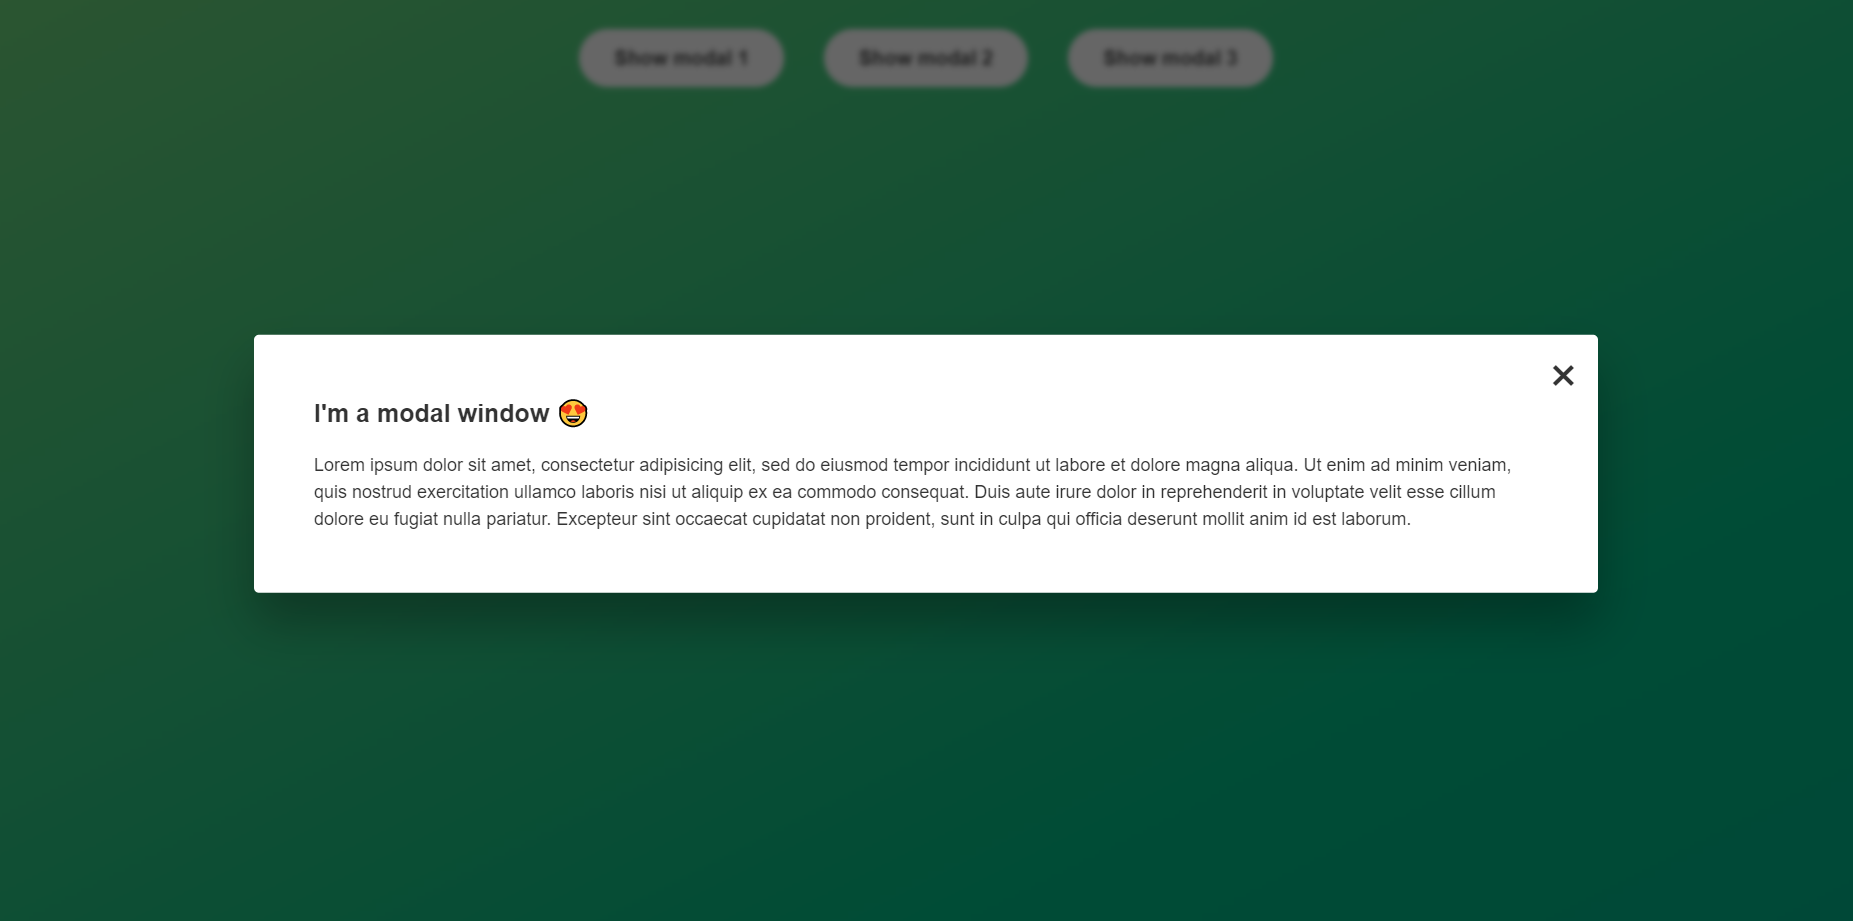 Show modal 1 Show modal 2 Show modal 3
I'm a modal window 😍
Lorem ipsum dolor sit amet, consectetur adipisicing elit, sed do eiusmod tempor incididunt ut labore et dolore magna aliqua. Ut enim ad minim veniam,
quis nostrud exercitation ullamco laboris nisi ut aliquip ex ea commodo consequat. Duis aute irure dolor in reprehenderit in voluptate velit esse cillum
dolore eu fugiat nulla pariatur. Excepteur sint occaecat cupidatat non proident, sunt in culpa qui officia deserunt mollit anim id est laborum.